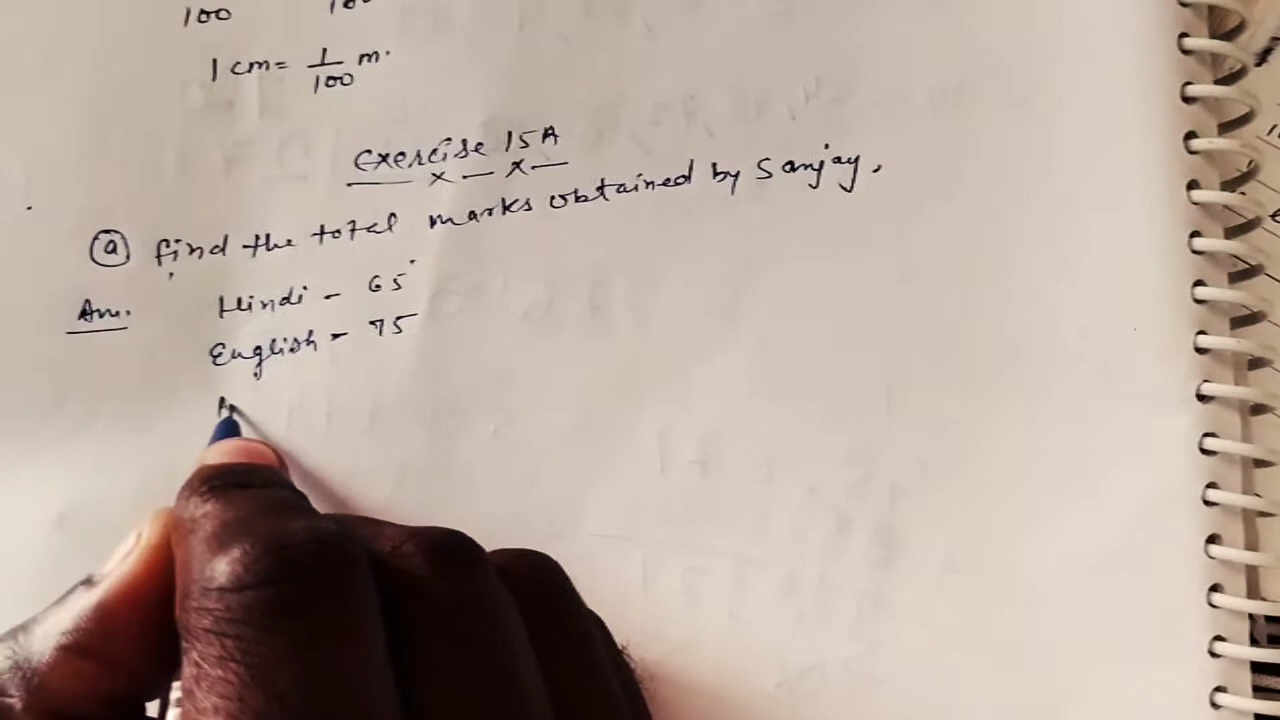 100 100
1 cm = 1/100 m.
Exercise 15A
(a) find the total marks obtained by Sanjay.
Ans. Hindi - 65
English - 75